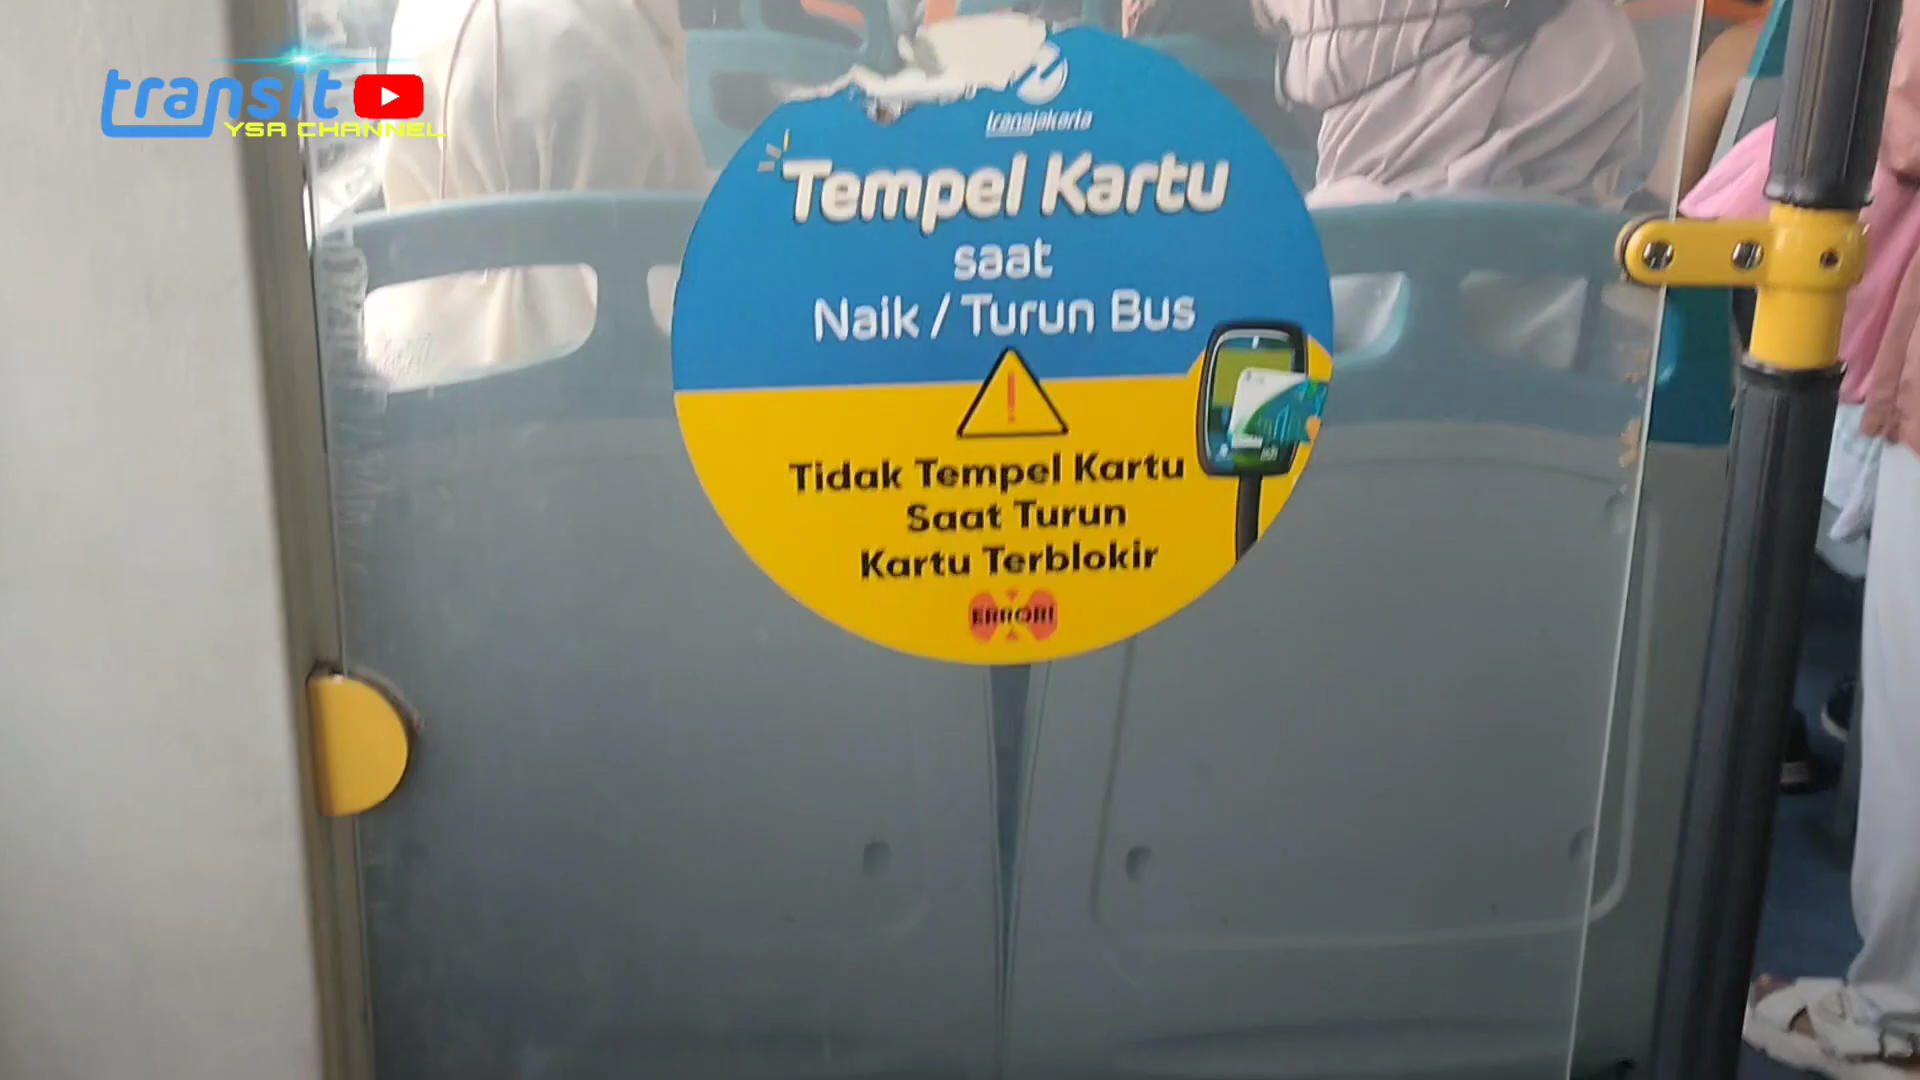 transit
YSA CHANNEL
transjakarta
Tempel Kartu
saat
Naik / Turun Bus
Tidak Tempel Kartu
Saat Turun
Kartu Terblokir
ERROR!